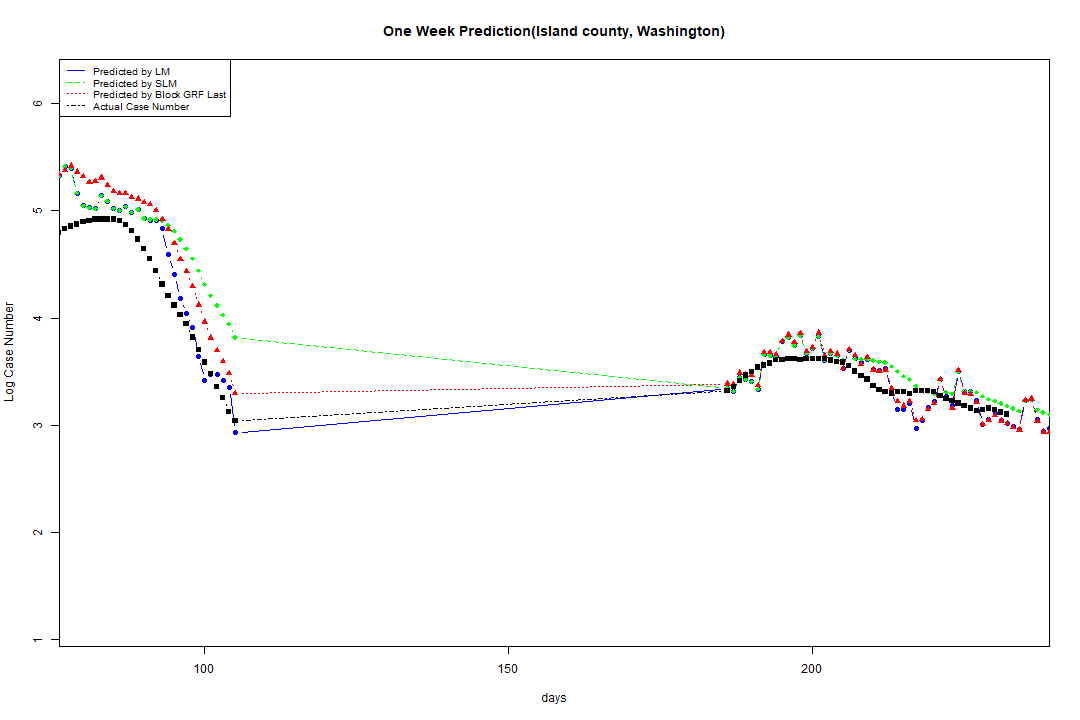 One Week Prediction(Island county, Washington)
Predicted by LM
Predicted by SLM
Predicted by Block GRF Last
Actual Case Number
6
5
4
3
2
1
Log Case Number
100
150
200
days